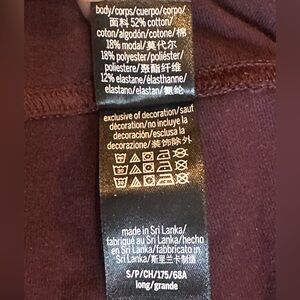 body/corps/cuerpo/corpo/
面料 52% cotton/
coton/algodón/cotone/棉
18% modal/莫代尔
18% polyester/poliéster/
poliestere/聚酯纤维
12% elastane/élasthanne/
elastano/elastan/氨纶
exclusive of decoration/sauf
décoration/no incluye la
decoración/esclusa la
decorazione/装饰除外
made in Sri Lanka/
fabriqué au Sri Lanka/hecho
en Sri Lanka/fabbricato in
Sri Lanka/斯里兰卡制造
S/P/CH/175/68A
long/grande